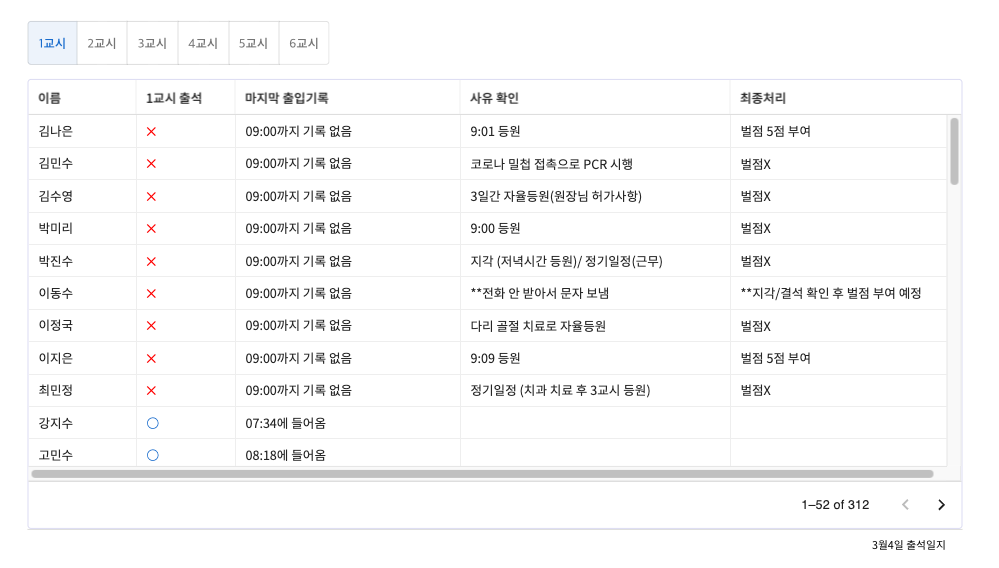 1교시 2교시 3교시 4교시 5교시 6교시
이름 1교시 출석 마지막 출입기록 사유 확인 최종처리
김나은 09:00까지 기록 없음 9:01 등원 벌점 5점 부여
김민수 09:00까지 기록 없음 코로나 밀첩 접촉으로 PCR 시행 벌점X
김수영 09:00까지 기록 없음 3일간 자율등원(원장님 허가사항) 벌점X
박미리 09:00까지 기록 없음 9:00 등원 벌점X
박진수 09:00까지 기록 없음 지각 (저녁시간 등원)/ 정기일정(근무) 벌점X
이동수 09:00까지 기록 없음 **전화 안 받아서 문자 보냄 **지각/결석 확인 후 벌점 부여 예정
이정국 09:00까지 기록 없음 다리 골절 치료로 자율등원 벌점X
이지은 09:00까지 기록 없음 9:09 등원 벌점 5점 부여
최민정 09:00까지 기록 없음 정기일정 (치과 치료 후 3교시 등원) 벌점X
강지수 07:34에 들어옴
고민수 08:18에 들어옴
1–52 of 312
3월4일 출석일지